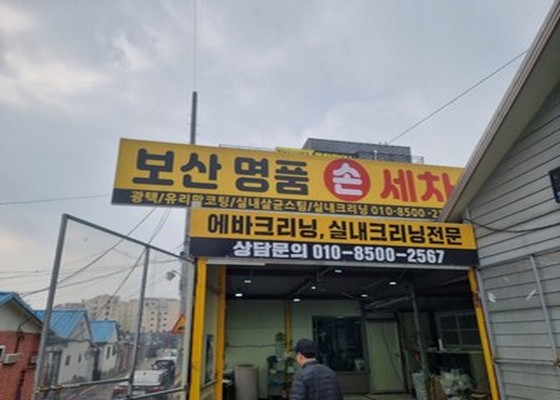 보산 명품 손 세차
광택/유리막코팅/실내살균스팀/실내크리닝 010-8500-2
에바크리닝, 실내크리닝전문
상담문의 010-8500-2567